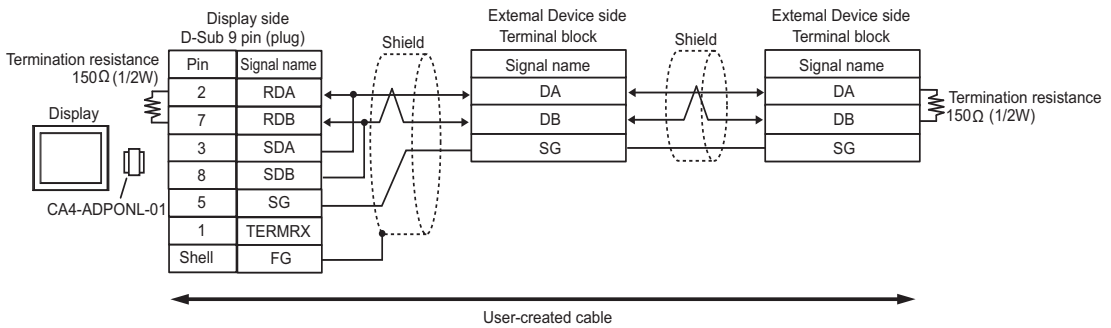 Display side
D-Sub 9 pin (plug)
Shield
External Device side
Terminal block
Shield
External Device side
Terminal block
Termination resistance
150Ω (1/2W)
Display
CA4-ADPONL-01
Pin Signal name
2 RDA
7 RDB
3 SDA
8 SDB
5 SG
1 TERMRX
Shell FG
Signal name
DA
DB
SG
Signal name
DA
DB
SG
Termination resistance
150Ω (1/2W)
User-created cable